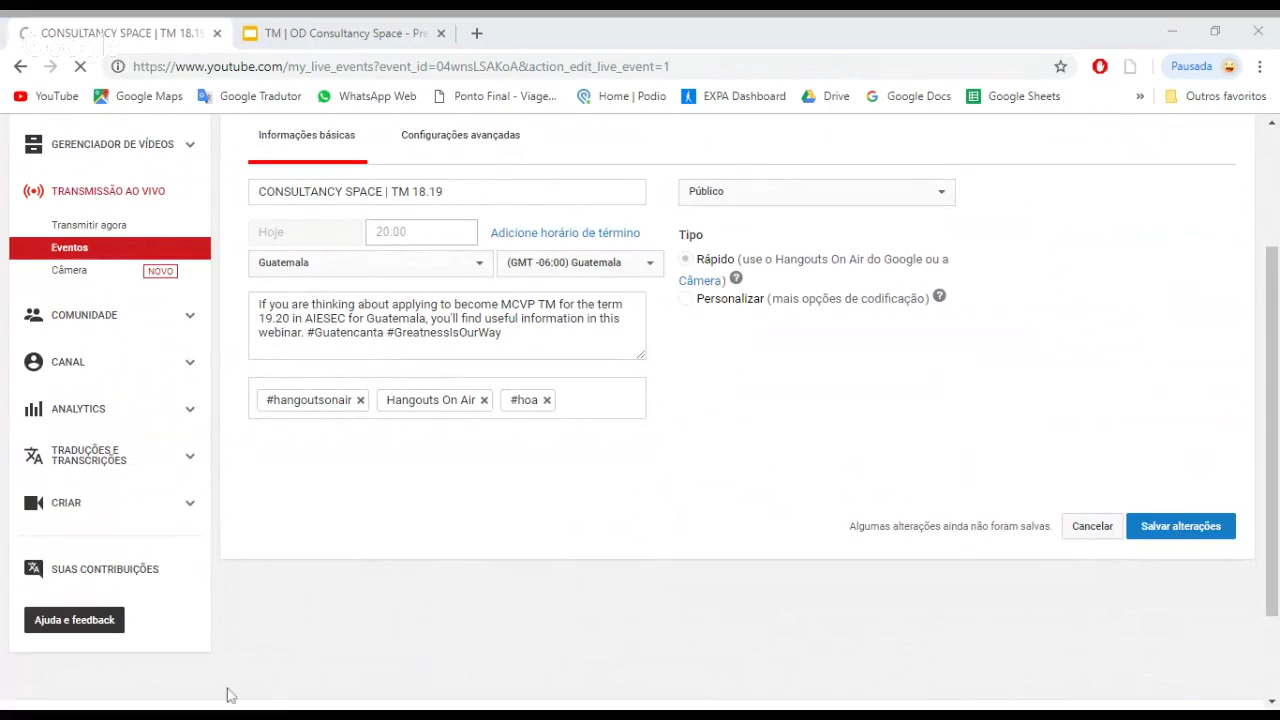 CONSULTANCY SPACE | TM 18.19
TM | OD Consultancy Space - Pre
https://www.youtube.com/my_live_events?event_id=04wnsLSAKoA&action_edit_live_event=1
Pausada
YouTube
Google Maps
Google Tradutor
WhatsApp Web
Ponto Final - Viage...
Home | Podio
EXPA Dashboard
Drive
Google Docs
Google Sheets
»
Outros favoritos
GERENCIADOR DE VÍDEOS
TRANSMISSÃO AO VIVO
Transmitir agora
Eventos
Câmera
NOVO
COMUNIDADE
CANAL
ANALYTICS
TRADUÇÕES E
TRANSCRIÇÕES
CRIAR
SUAS CONTRIBUIÇÕES
Ajuda e feedback
Informações básicas
Configurações avançadas
CONSULTANCY SPACE | TM 18.19
Público
Hoje
20:00
Adicione horário de término
Guatemala
(GMT -06:00) Guatemala
Tipo
Rápido (use o Hangouts On Air do Google ou a
Câmera) ?
Personalizar (mais opções de codificação) ?
If you are thinking about applying to become MCVP TM for the term
19.20 in AIESEC for Guatemala, you'll find useful information in this
webinar. #Guatencanta #GreatnessIsOurWay
#hangoutsonair
Hangouts On Air
#hoa
Algumas alterações ainda não foram salvas.
Cancelar
Salvar alterações